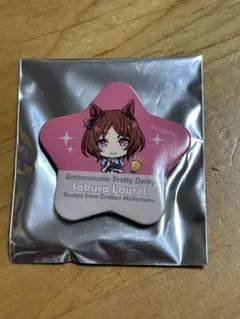 Umamusume: Pretty Derby
Sakura Laurel
Escape from Endless Misfortune